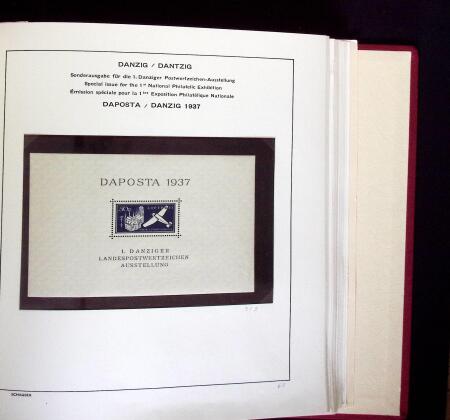 DANZIG / DANTZIG
Sonderausgabe für die 1. Danziger Postwertzeichen-Ausstellung
Special issue for the 1st National Philatelic Exhibition
Émission spéciale pour la 1ère Exposition Philatélique Nationale
DAPOSTA / DANZIG 1937
DAPOSTA 1937
1. DANZIGER
LANDESPOSTWERTZEICHEN
AUSSTELLUNG
SCHAUBEK